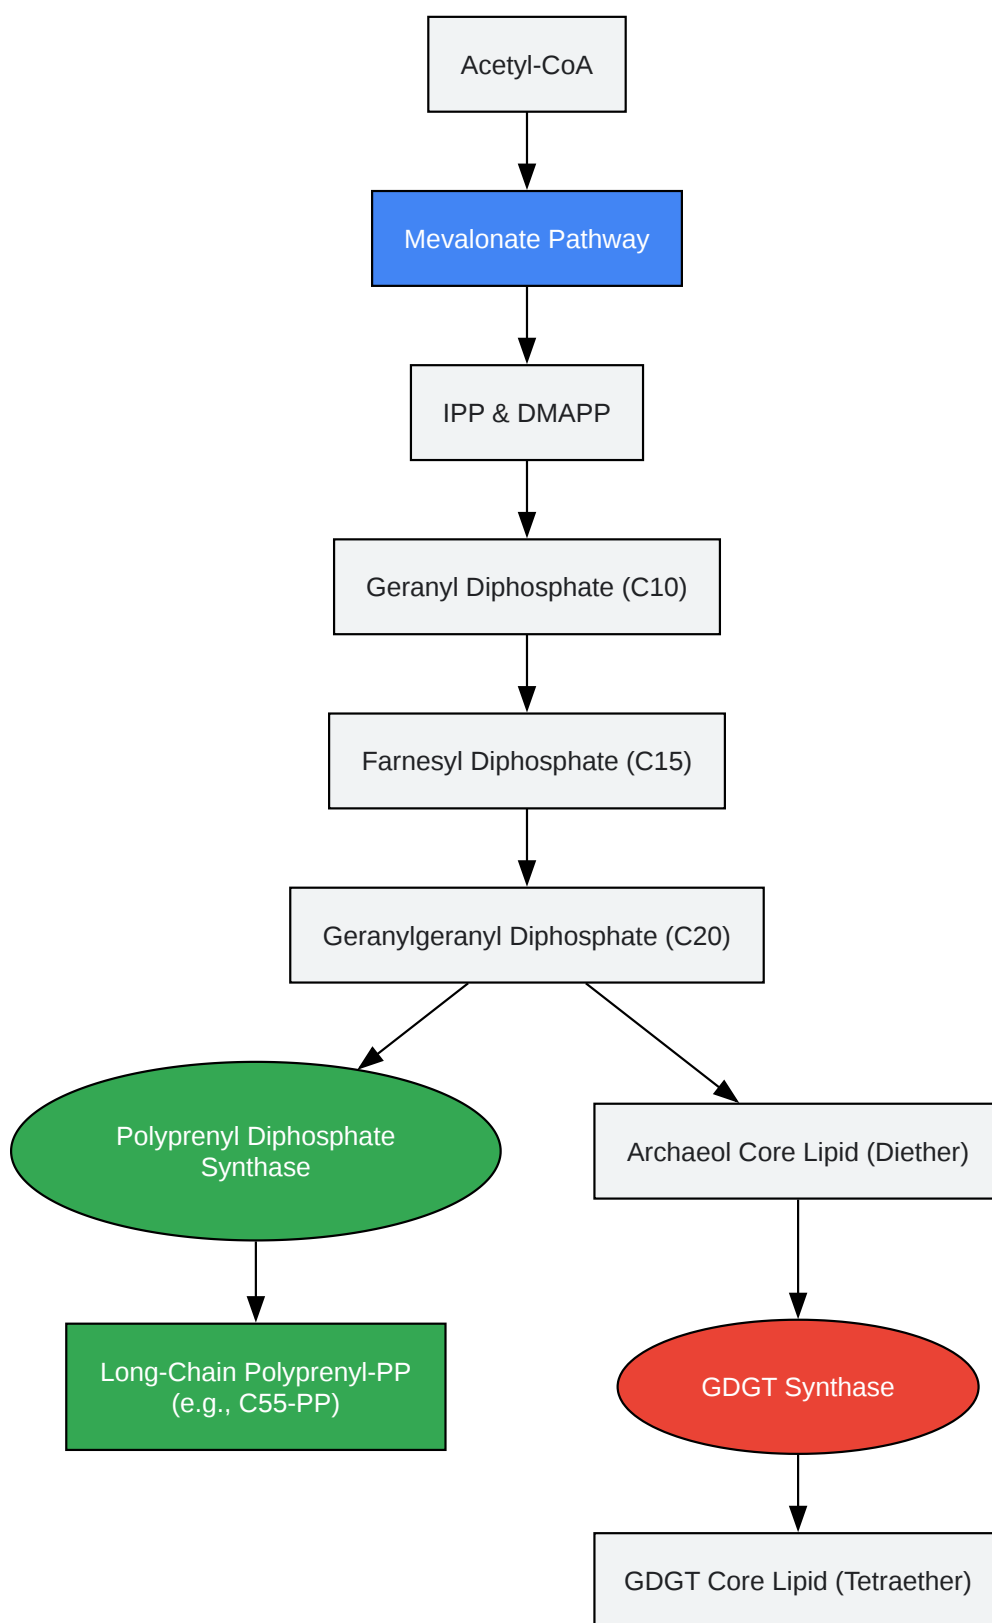 Acetyl-CoA
Mevalonate Pathway
IPP & DMAPP
Geranyl Diphosphate (C10)
Farnesyl Diphosphate (C15)
Geranylgeranyl Diphosphate (C20)
Polyprenyl Diphosphate
Synthase
Archaeol Core Lipid (Diether)
Long-Chain Polyprenyl-PP
(e.g., C55-PP)
GDGT Synthase
GDGT Core Lipid (Tetraether)